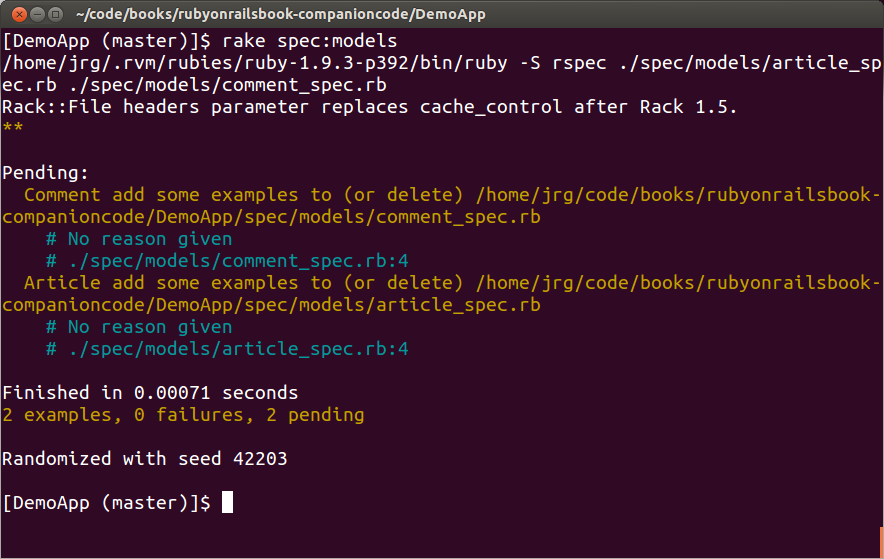 ~/code/books/rubyonrailsbook-companioncode/DemoApp
[DemoApp (master)]$ rake spec:models
/home/jrg/.rvm/rubies/ruby-1.9.3-p392/bin/ruby -S rspec ./spec/models/article_sp
ec.rb ./spec/models/comment_spec.rb
Rack::File headers parameter replaces cache_control after Rack 1.5.
**
Pending:
  Comment add some examples to (or delete) /home/jrg/code/books/rubyonrailsbook-
companioncode/DemoApp/spec/models/comment_spec.rb
    # No reason given
    # ./spec/models/comment_spec.rb:4
  Article add some examples to (or delete) /home/jrg/code/books/rubyonrailsbook-
companioncode/DemoApp/spec/models/article_spec.rb
    # No reason given
    # ./spec/models/article_spec.rb:4
Finished in 0.00071 seconds
2 examples, 0 failures, 2 pending
Randomized with seed 42203
[DemoApp (master)]$